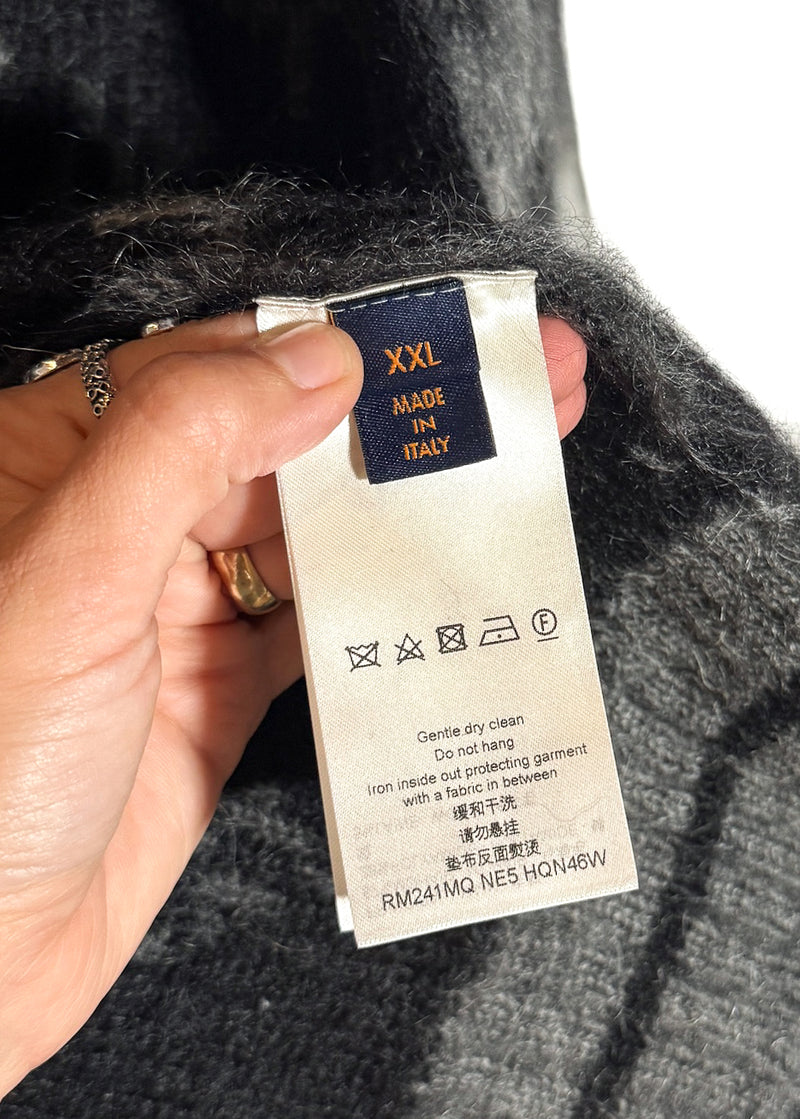 XXL
MADE
IN
ITALY
F
Gentle dry clean
Do not hang
Iron inside out protecting garment
with a fabric in between
缓和干洗
请勿悬挂
垫布反面熨烫
RM241MQ NE5 HQN46W